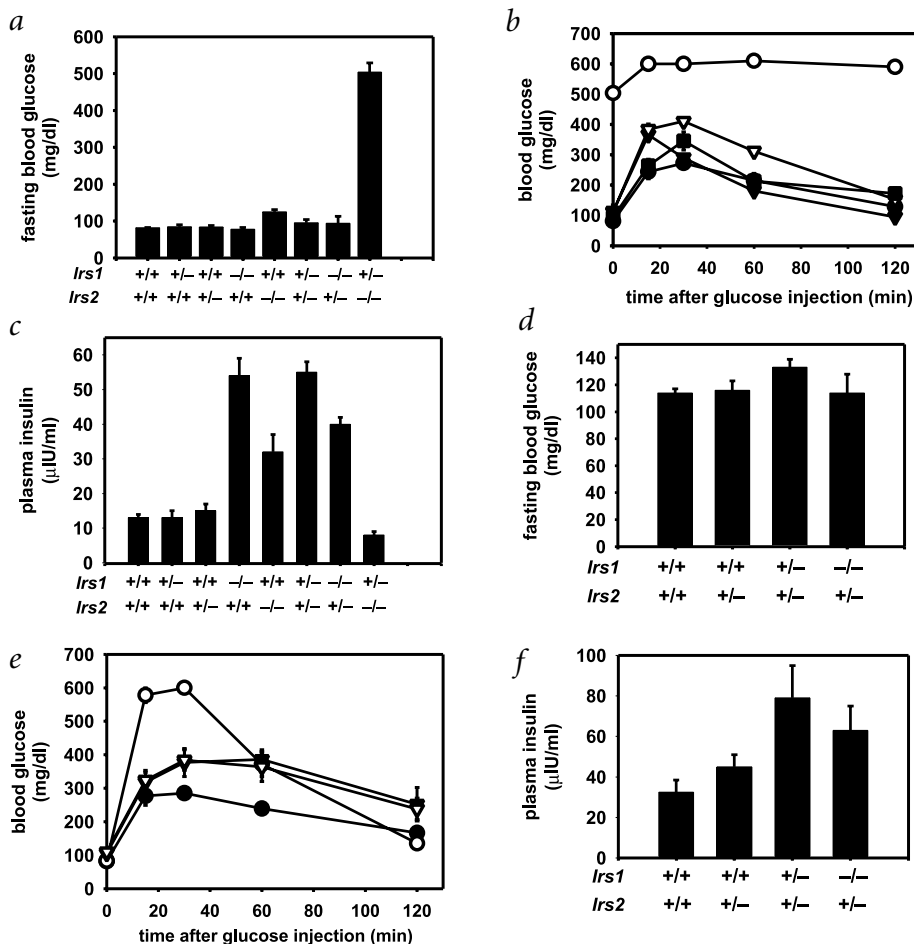 a
600
500
400
300
200
100
0
fasting blood glucose
(mg/dl)
Irs1 +/+ +/– +/+ –/– +/+ +/– –/– +/–
Irs2 +/+ +/+ +/– +/+ –/– +/– +/– –/–
b
700
600
500
400
300
200
100
0
blood glucose
(mg/dl)
0 20 40 60 80 100 120
time after glucose injection (min)
c
60
50
40
30
20
10
0
plasma insulin
(µIU/ml)
Irs1 +/+ +/– +/+ –/– +/+ +/– –/– +/–
Irs2 +/+ +/+ +/– +/+ –/– +/– +/– –/–
d
140
120
100
80
60
40
20
0
fasting blood glucose
(mg/dl)
Irs1 +/+ +/+ +/– –/–
Irs2 +/+ +/– +/– +/–
e
700
600
500
400
300
200
100
0
blood glucose
(mg/dl)
0 20 40 60 80 100 120
time after glucose injection (min)
f
100
80
60
40
20
0
plasma insulin
(µIU/ml)
Irs1 +/+ +/+ +/– –/–
Irs2 +/+ +/– +/– +/–